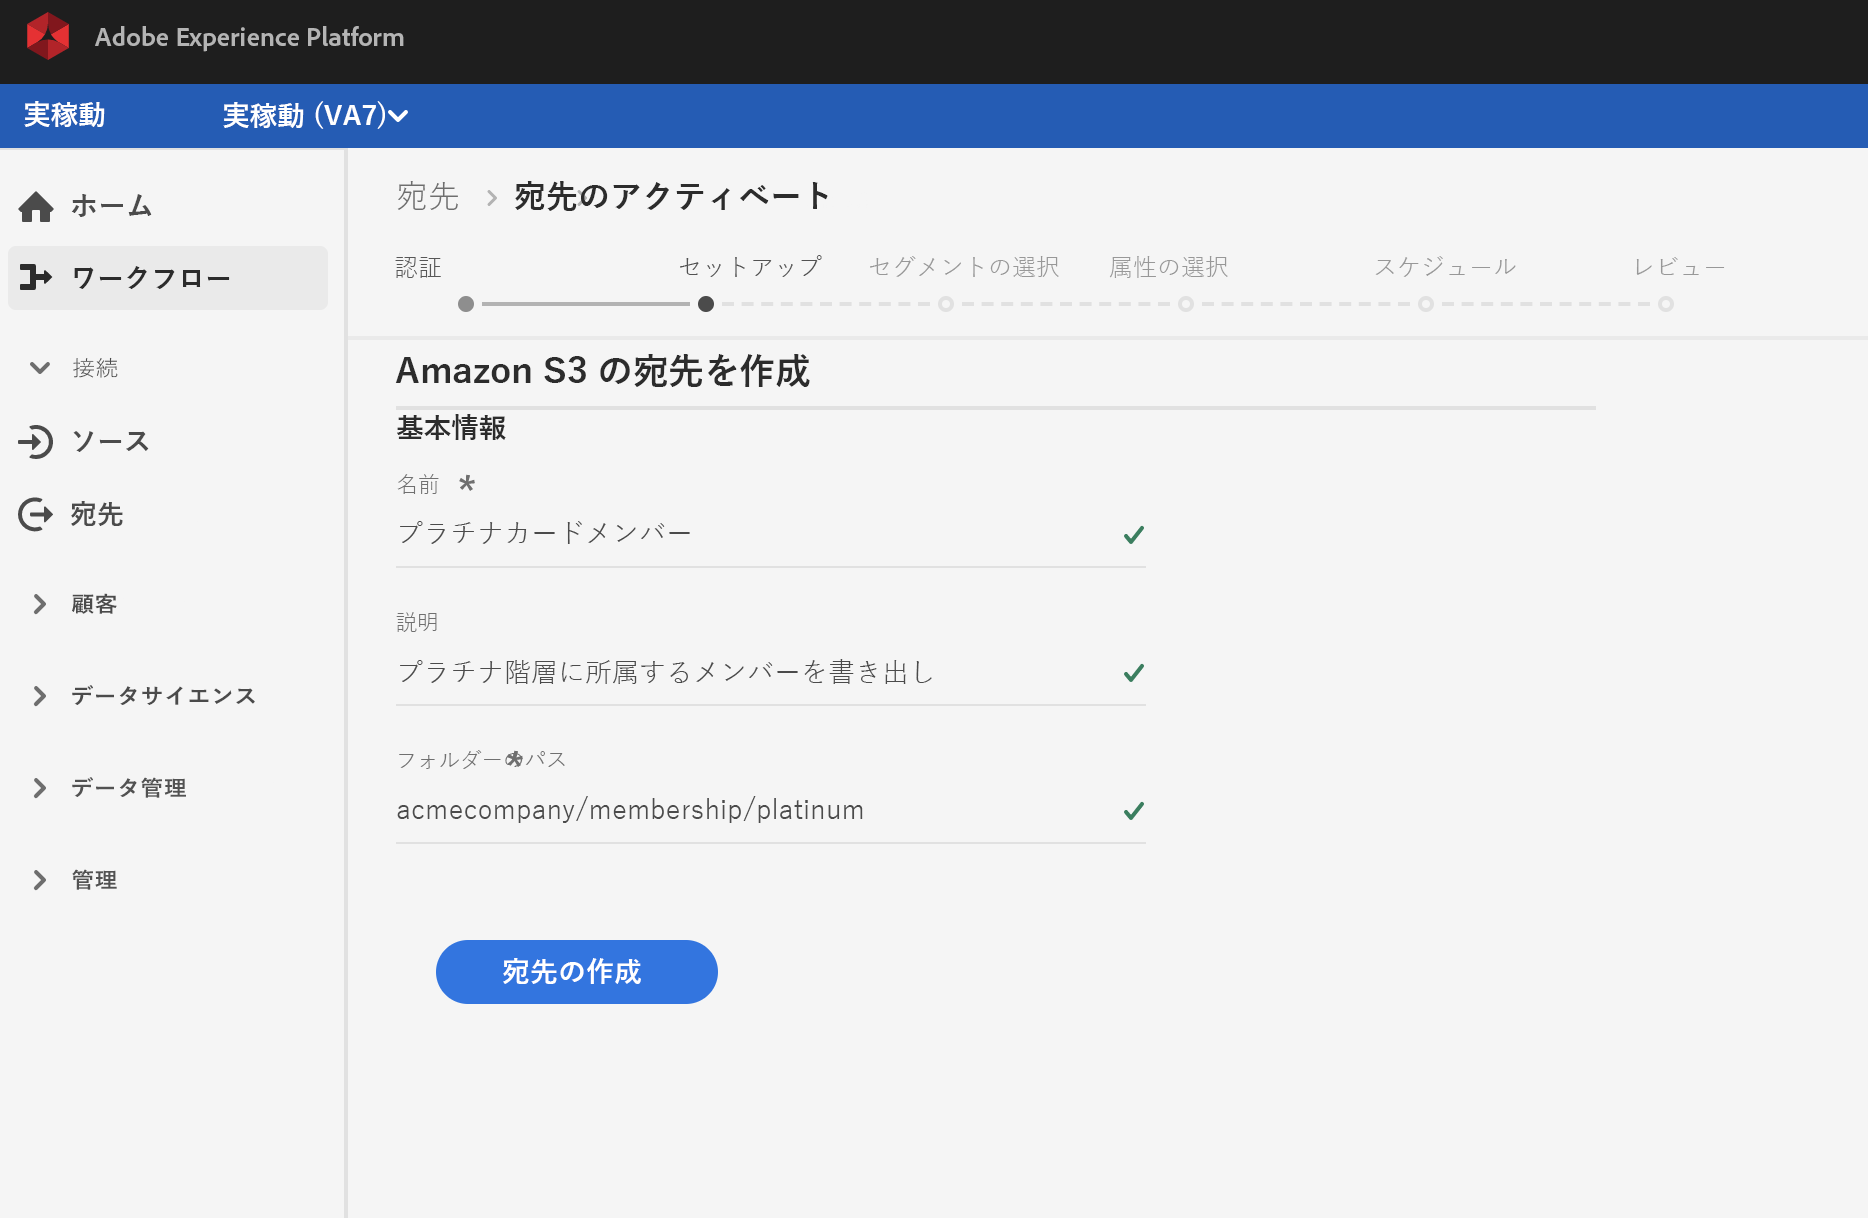 Adobe Experience Platform
実稼動
実稼動 (VA7)
ホーム
ワークフロー
接続
ソース
宛先
顧客
データサイエンス
データ管理
管理
宛先
宛先のアクティベート
認証
セットアップ
セグメントの選択
属性の選択
スケジュール
レビュー
Amazon S3 の宛先を作成
基本情報
名前 *
プラチナカードメンバー
説明
プラチナ階層に所属するメンバーを書き出し
フォルダーのパス *
acmecompany/membership/platinum
宛先の作成